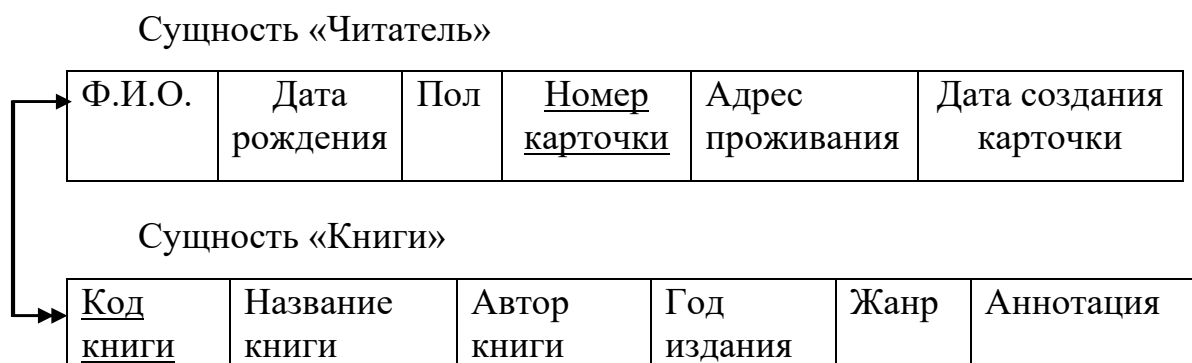 Сущность «Читатель»
Ф.И.О. Дата Пол Номер Адрес Дата создания
рождения карточки проживания карточки
Сущность «Книги»
Код Название Автор Год Жанр Аннотация
книги книги книги издания